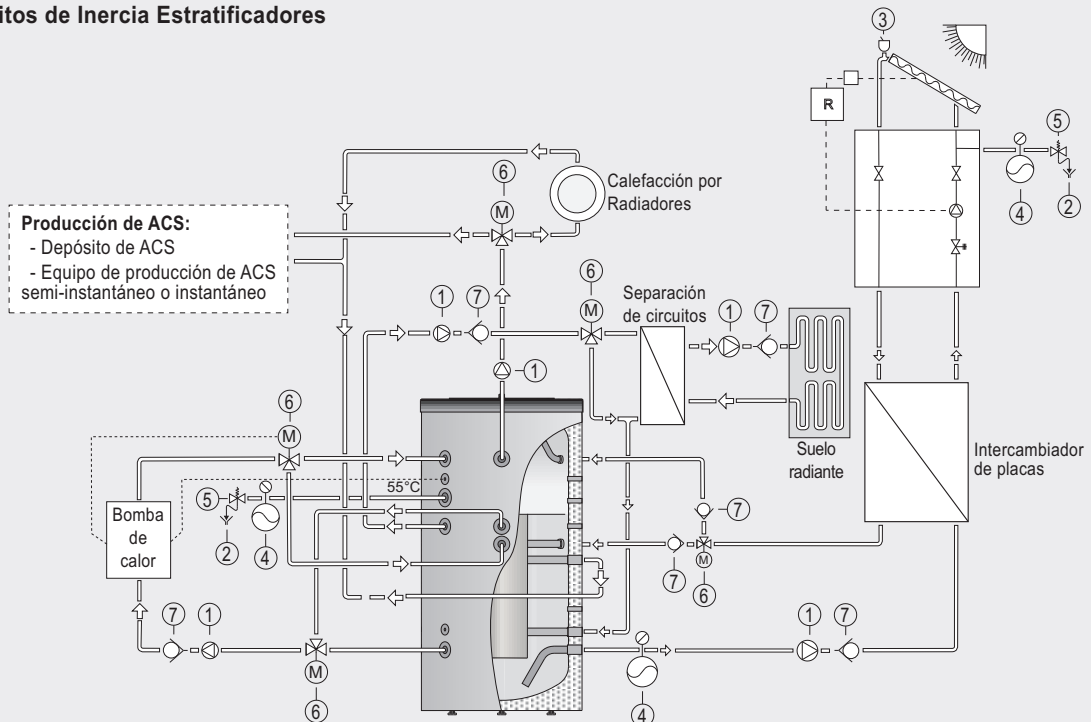 itos de Inercia Estratificadores
3
R
5
6
M
Calefacción por
Radiadores
4
2
Producción de ACS:
- Depósito de ACS
- Equipo de producción de ACS
semi-instantáneo o instantáneo
6
M
Separación
de circuitos
1
7
1
7
1
6
M
Suelo
radiante
Intercambiador
de placas
55°C
5
2
4
Bomba
de
calor
7
7
M
6
7
1
M
6
1
7
4